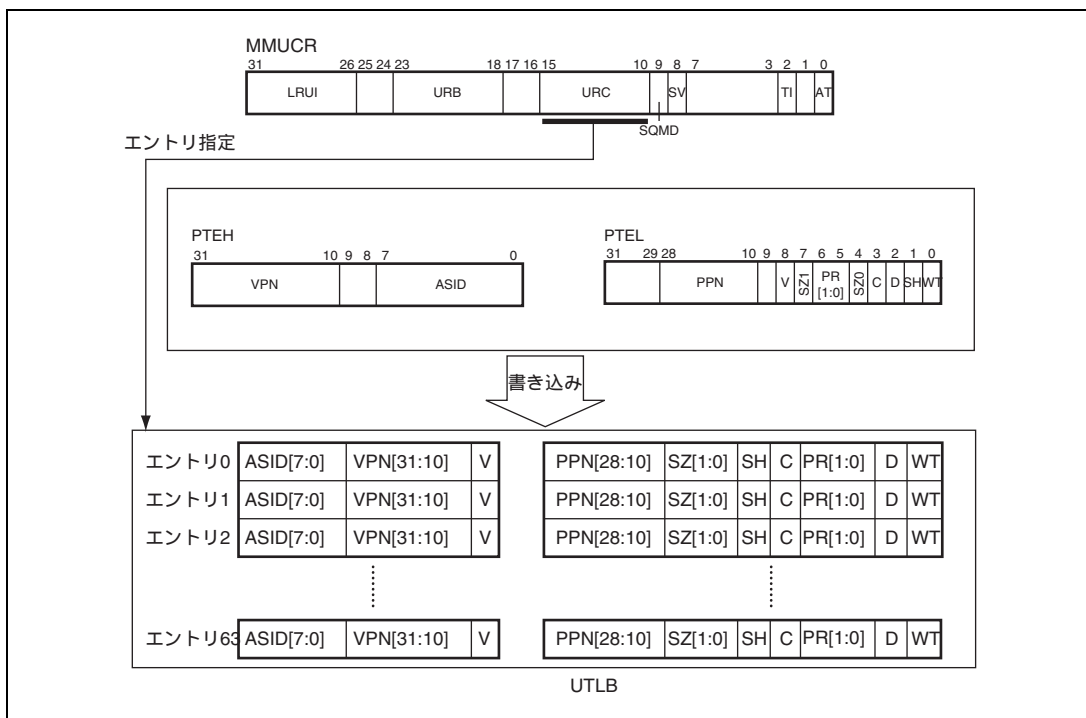 MMUCR
31 26 25 24 23 18 17 16 15 10 9 8 7 3 2 1 0
LRUI URB URC SV TI AT
SQMD
エントリ指定
PTEH
31 10 9 8 7 0
VPN ASID
PTEL
31 29 28 10 9 8 7 6 5 4 3 2 1 0
PPN V SZ1 PR [1:0] SZ0 C D SH WT
書き込み
エントリ0 ASID[7:0] VPN[31:10] V PPN[28:10] SZ[1:0] SH C PR[1:0] D WT
エントリ1 ASID[7:0] VPN[31:10] V PPN[28:10] SZ[1:0] SH C PR[1:0] D WT
エントリ2 ASID[7:0] VPN[31:10] V PPN[28:10] SZ[1:0] SH C PR[1:0] D WT
エントリ63 ASID[7:0] VPN[31:10] V PPN[28:10] SZ[1:0] SH C PR[1:0] D WT
UTLB